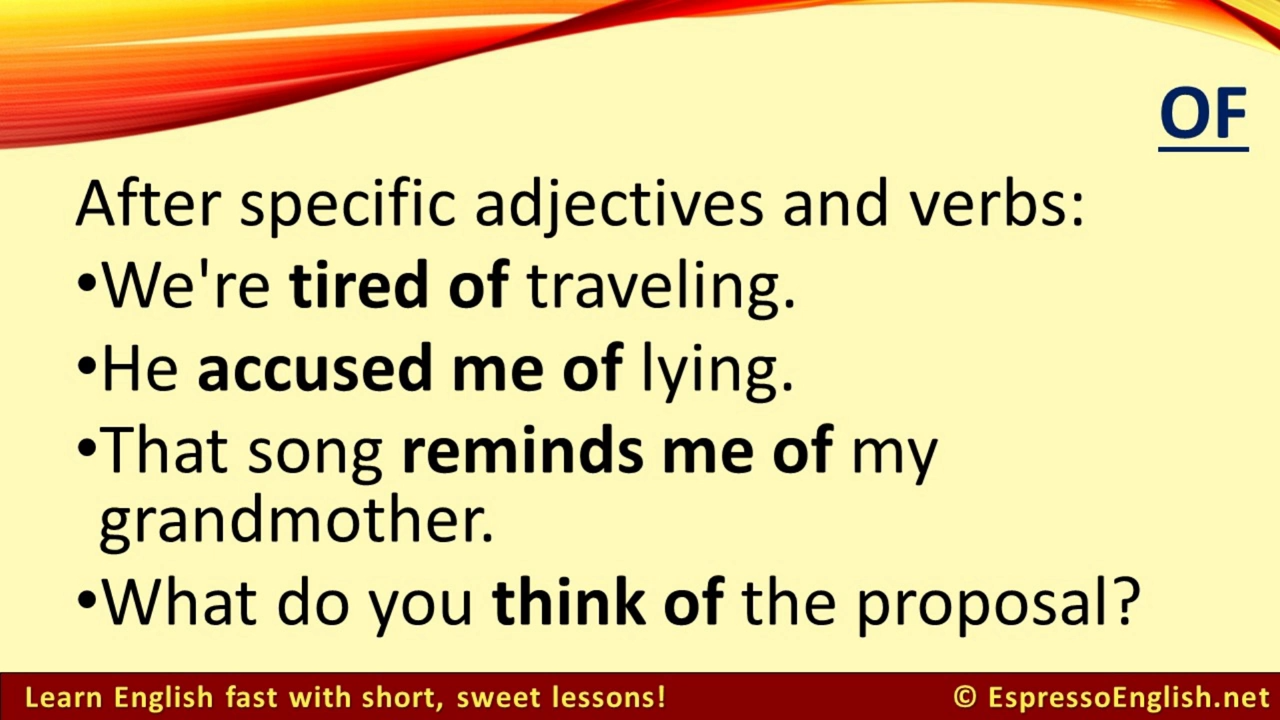 OF
After specific adjectives and verbs:
•We're tired of traveling.
•He accused me of lying.
•That song reminds me of my
grandmother.
•What do you think of the proposal?
Learn English fast with short, sweet lessons!
© EspressoEnglish.net